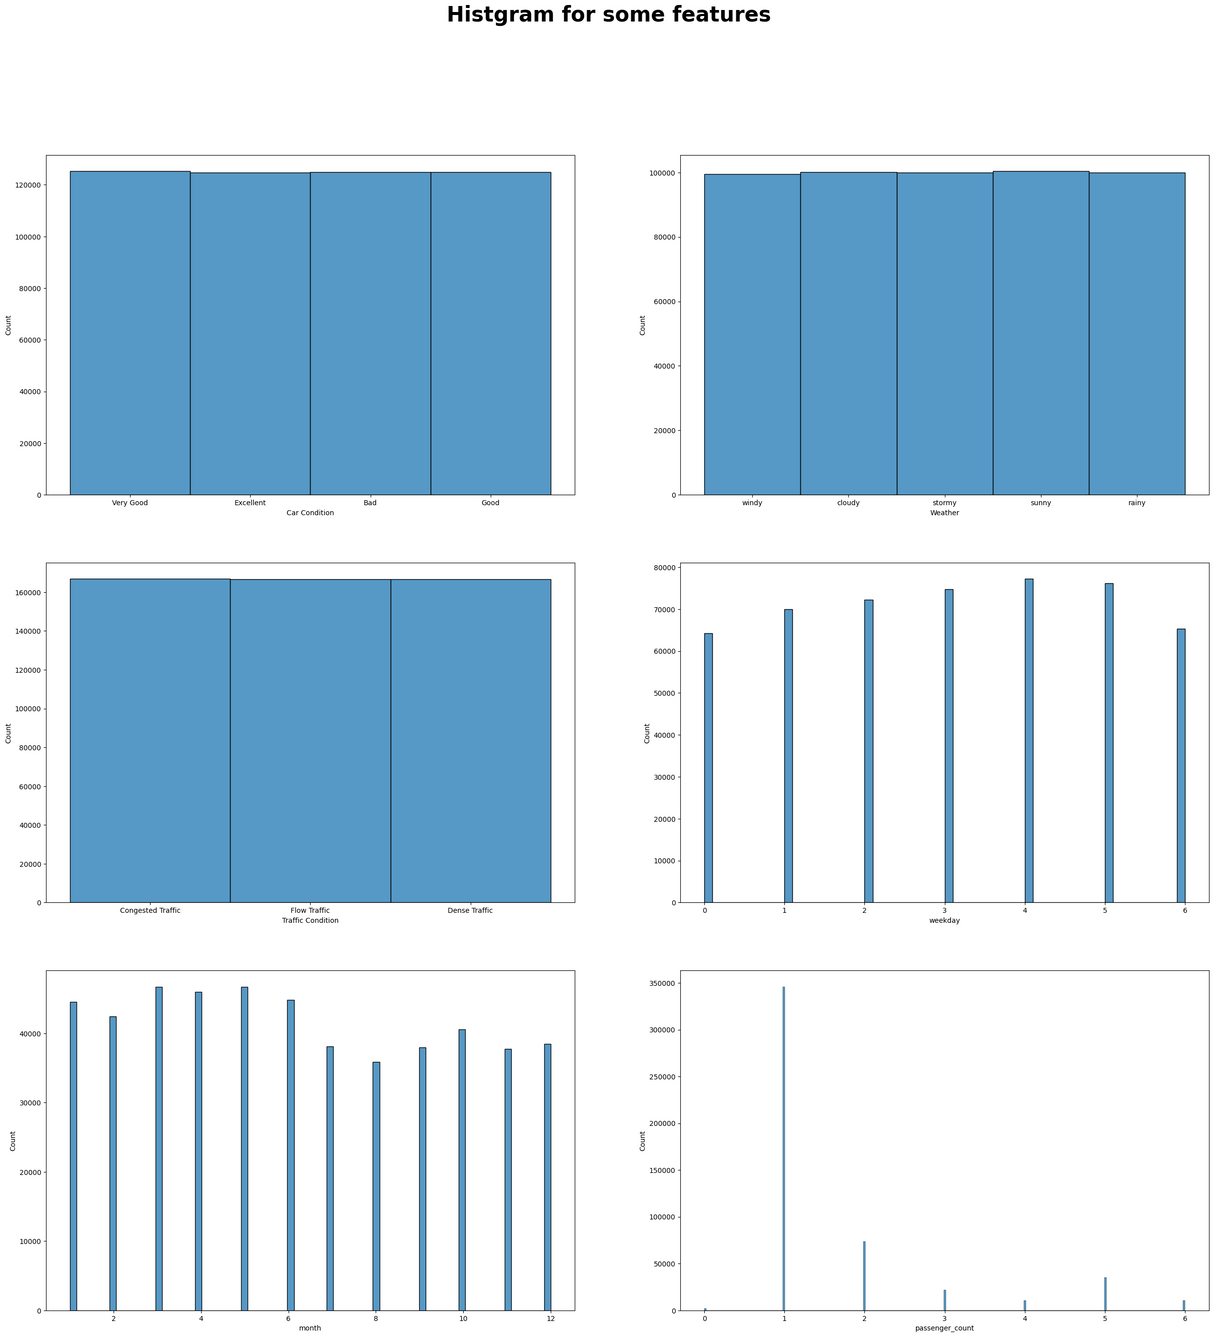 Histgram for some features
120000
100000
80000
60000
40000
20000
0
Count
Very Good Excellent Bad Good
Car Condition
100000
80000
60000
40000
20000
0
Count
windy cloudy stormy sunny rainy
Weather
160000
140000
120000
100000
80000
60000
40000
20000
0
Count
Congested Traffic Flow Traffic Dense Traffic
Traffic Condition
80000
70000
60000
50000
40000
30000
20000
10000
0
Count
0 1 2 3 4 5 6
weekday
40000
30000
20000
10000
0
Count
2 4 6 8 10 12
month
350000
300000
250000
200000
150000
100000
50000
0
Count
0 1 2 3 4 5 6
passenger_count